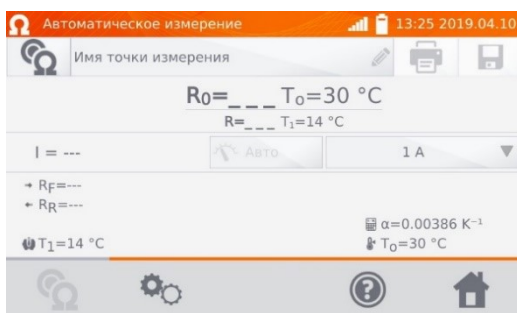 Ω Автоматическое измерение 13:25 2019.04.10
Имя точки измерения
R0=_ _ _ T0=30 °C
R=_ _ _ T1=14 °C
I = --- Авто 1 A
→ RF=---
← RR=---
α=0.00386 K⁻¹
T1=14 °C T0=30 °C